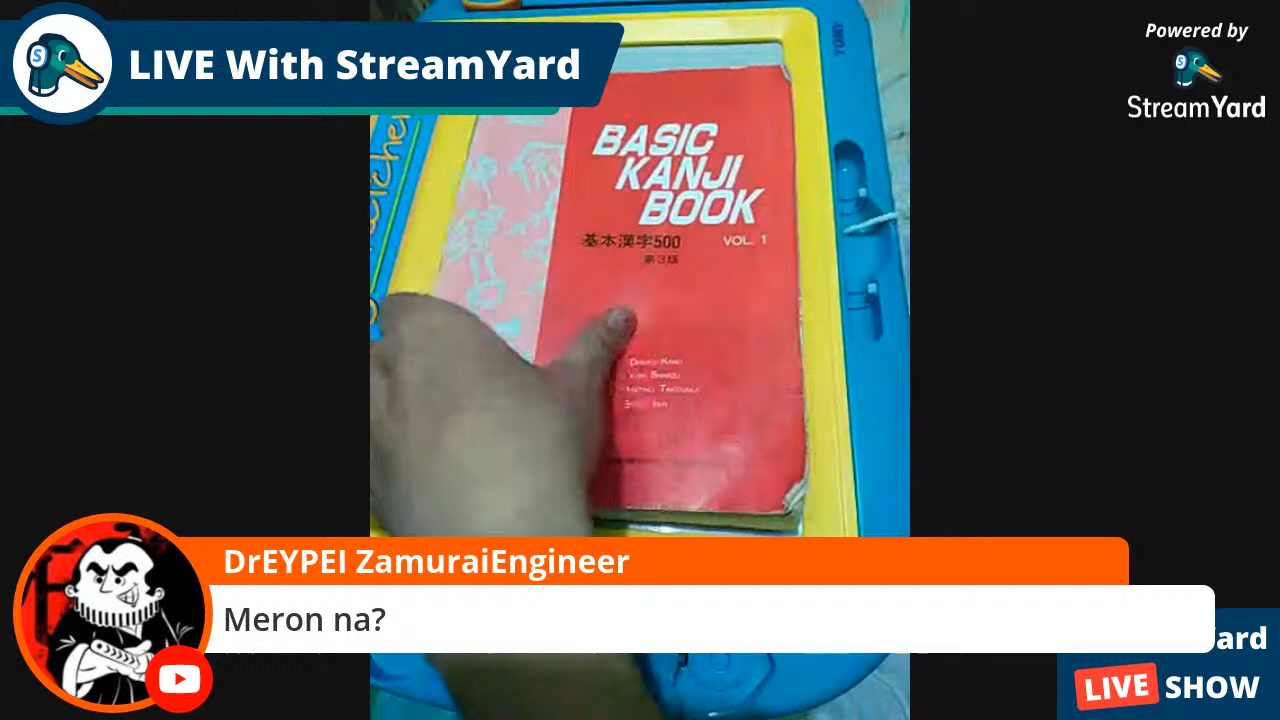 LIVE With StreamYard
Powered by
StreamYard
TONY
BASIC
KANJI
BOOK
基本漢字500
VOL. 1
第3版
DrEYPEI ZamuraiEngineer
Meron na?
LIVE SHOW